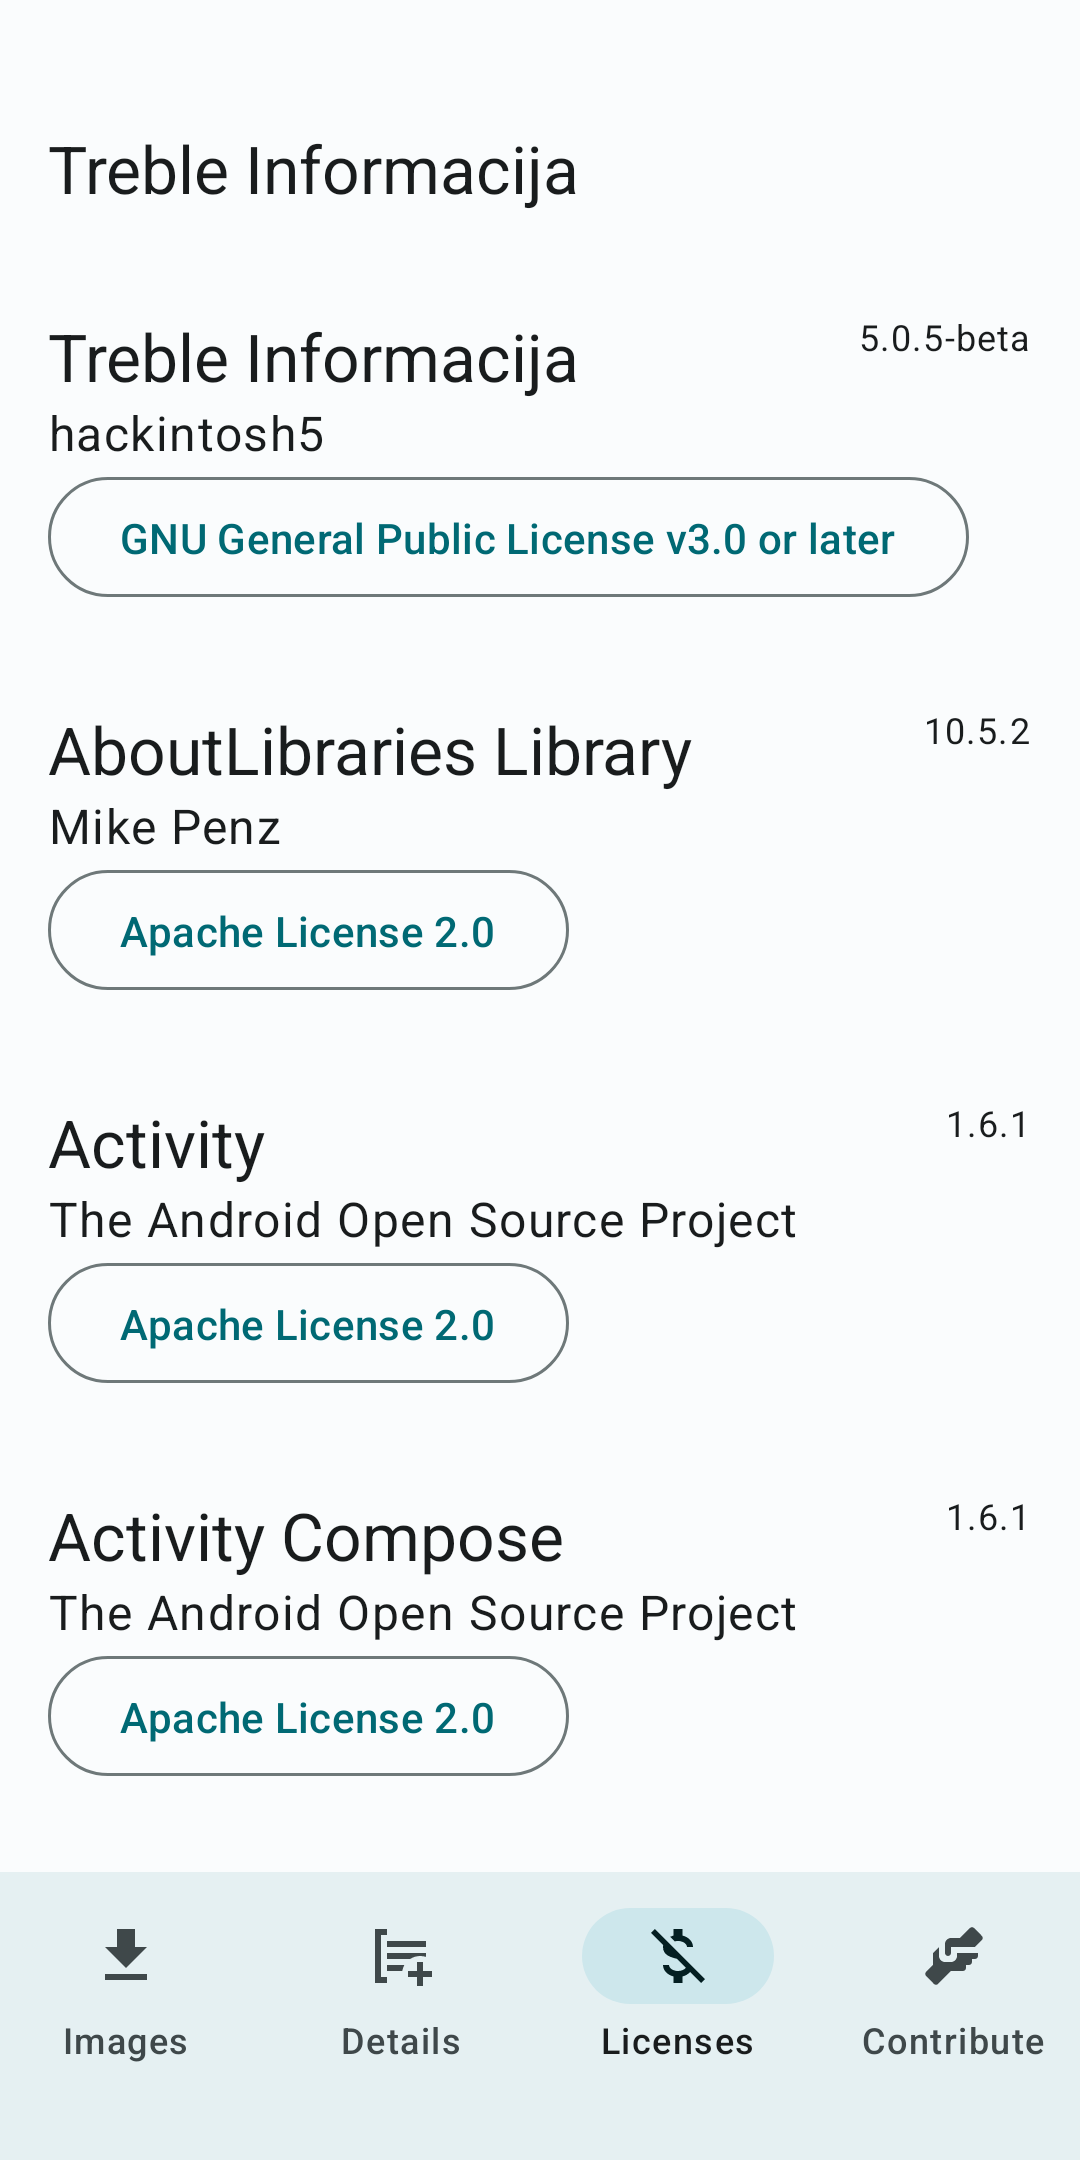 Treble Informacija
Treble Informacija
5.0.5-beta
hackintosh5
GNU General Public License v3.0 or later
AboutLibraries Library
10.5.2
Mike Penz
Apache License 2.0
Activity
1.6.1
The Android Open Source Project
Apache License 2.0
Activity Compose
1.6.1
The Android Open Source Project
Apache License 2.0
Images
Details
Licenses
Contribute